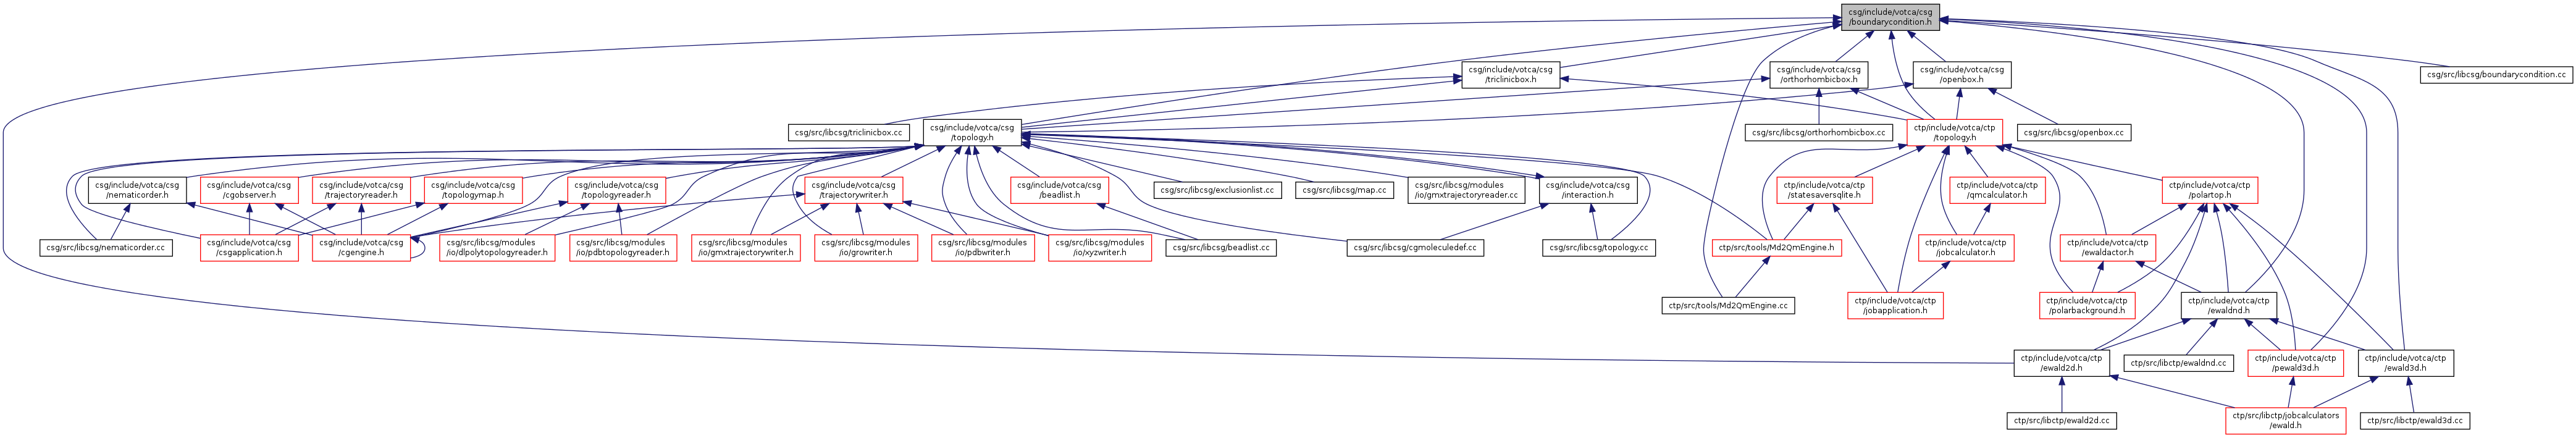 csg/include/votca/csg
/boundarycondition.h
csg/include/votca/csg
/triclinicbox.h
csg/include/votca/csg
/orthorhombicbox.h
csg/include/votca/csg
/openbox.h
csg/src/libcsg/boundarycondition.cc
csg/src/libcsg/triclinicbox.cc
csg/include/votca/csg
/topology.h
csg/src/libcsg/orthorhombicbox.cc
ctp/include/votca/ctp
/topology.h
csg/src/libcsg/openbox.cc
csg/include/votca/csg
/nematicorder.h
csg/include/votca/csg
/cgobserver.h
csg/include/votca/csg
/trajectoryreader.h
csg/include/votca/csg
/topologymap.h
csg/include/votca/csg
/topologyreader.h
csg/include/votca/csg
/trajectorywriter.h
csg/include/votca/csg
/beadlist.h
csg/src/libcsg/exclusionlist.cc
csg/src/libcsg/map.cc
csg/src/libcsg/modules
/io/gmxtrajectoryreader.cc
csg/include/votca/csg
/interaction.h
ctp/include/votca/ctp
/statesaversqlite.h
ctp/include/votca/ctp
/qmcalculator.h
ctp/include/votca/ctp
/polartop.h
csg/src/libcsg/nematicorder.cc
csg/include/votca/csg
/csgapplication.h
csg/include/votca/csg
/cgengine.h
csg/src/libcsg/modules
/io/dlpolytopologyreader.h
csg/src/libcsg/modules
/io/pdbtopologyreader.h
csg/src/libcsg/modules
/io/gmxtrajectorywriter.h
csg/src/libcsg/modules
/io/growriter.h
csg/src/libcsg/modules
/io/pdbwriter.h
csg/src/libcsg/modules
/io/xyzwriter.h
csg/src/libcsg/beadlist.cc
csg/src/libcsg/cgmoleculedef.cc
csg/src/libcsg/topology.cc
ctp/src/tools/Md2QmEngine.h
ctp/include/votca/ctp
/jobcalculator.h
ctp/include/votca/ctp
/ewaldactor.h
ctp/src/tools/Md2QmEngine.cc
ctp/include/votca/ctp
/jobapplication.h
ctp/include/votca/ctp
/polarbackground.h
ctp/include/votca/ctp
/ewaldnd.h
ctp/include/votca/ctp
/ewald2d.h
ctp/src/libctp/ewaldnd.cc
ctp/include/votca/ctp
/pewald3d.h
ctp/include/votca/ctp
/ewald3d.h
ctp/src/libctp/ewald2d.cc
ctp/src/libctp/jobcalculators
/ewald.h
ctp/src/libctp/ewald3d.cc